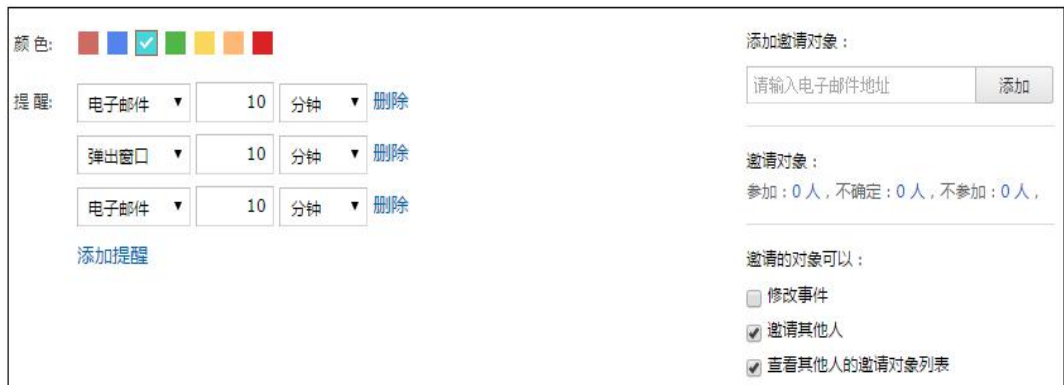 颜 色:
提 醒:
电子邮件 10 分钟 删除
弹出窗口 10 分钟 删除
电子邮件 10 分钟 删除
添加提醒
添加邀请对象：
请输入电子邮件地址 添加
邀请对象：
参加：0 人，不确定：0 人，不参加：0 人，
邀请的对象可以：
修改事件
邀请其他人
查看其他人的邀请对象列表